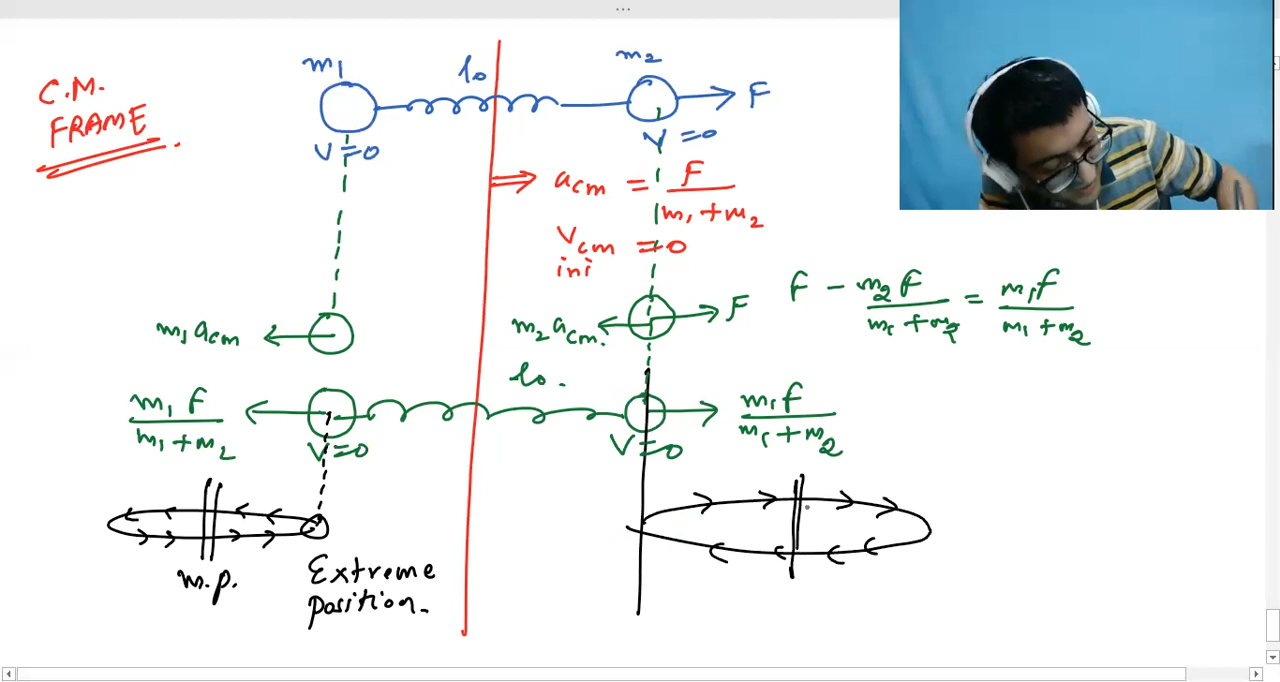 C.M.
FRAME
m1
l0
m2
F
V=0
V=0
acm = F / m1+m2
Vcm = 0
ini
m1acm
m2acm.
F
F - m2F / m1+m2 = m1F / m1+m2
l0.
m1F / m1+m2
m1F / m1+m2
V=0
V=0
m.p.
Extreme
position.